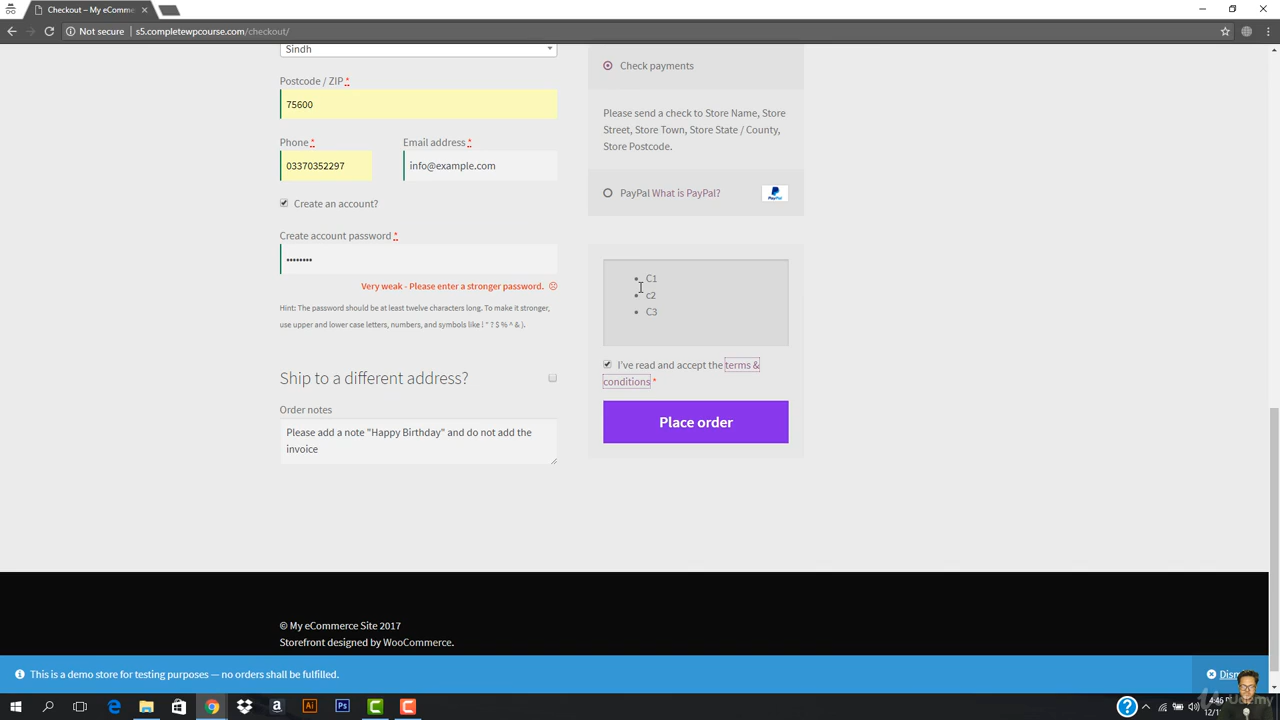 Checkout – My eComme
Not secure | s5.completewpcourse.com/checkout/
Sindh
Postcode / ZIP *
75600
Phone *
Email address *
03370352297
info@example.com
Create an account?
Create account password *
••••••••
Very weak - Please enter a stronger password.
Hint: The password should be at least twelve characters long. To make it stronger,
use upper and lower case letters, numbers, and symbols like ! " ? $ % ^ & ).
Ship to a different address?
Order notes
Please add a note "Happy Birthday" and do not add the
invoice
Check payments
Please send a check to Store Name, Store
Street, Store Town, Store State / County,
Store Postcode.
PayPal What is PayPal?
PayPal
• C1
• c2
• C3
I've read and accept the terms &
conditions *
Place order
© My eCommerce Site 2017
Storefront designed by WooCommerce.
This is a demo store for testing purposes — no orders shall be fulfilled.
Udemy